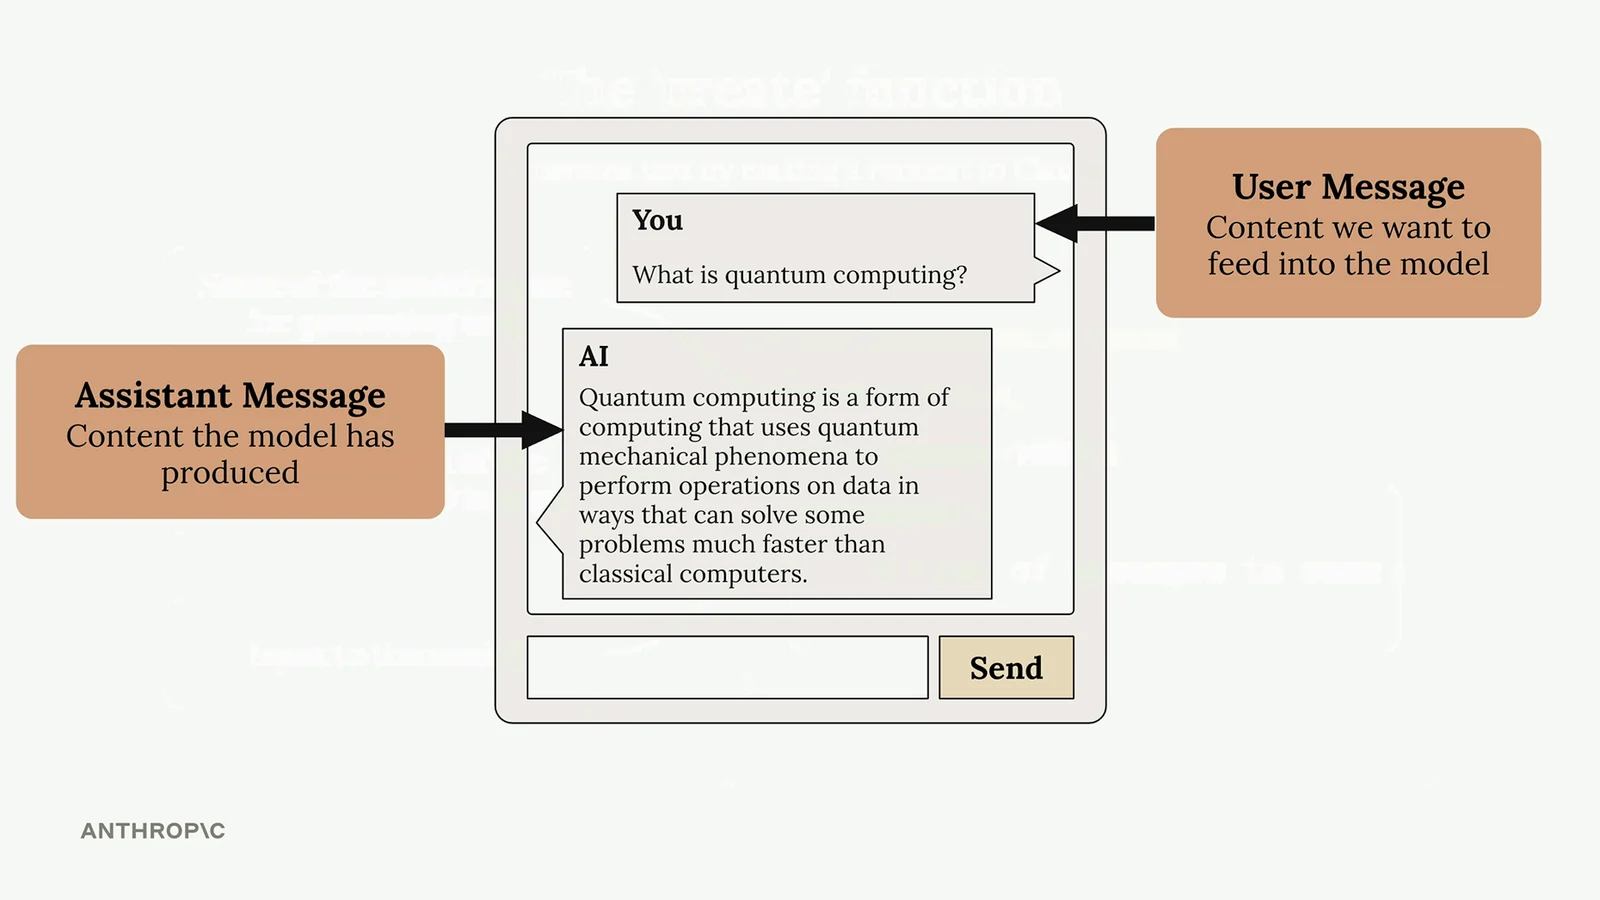 You
What is quantum computing?
User Message
Content we want to
feed into the model
AI
Quantum computing is a form of
computing that uses quantum
mechanical phenomena to
perform operations on data in
ways that can solve some
problems much faster than
classical computers.
Assistant Message
Content the model has
produced
Send
ANTHROP\C